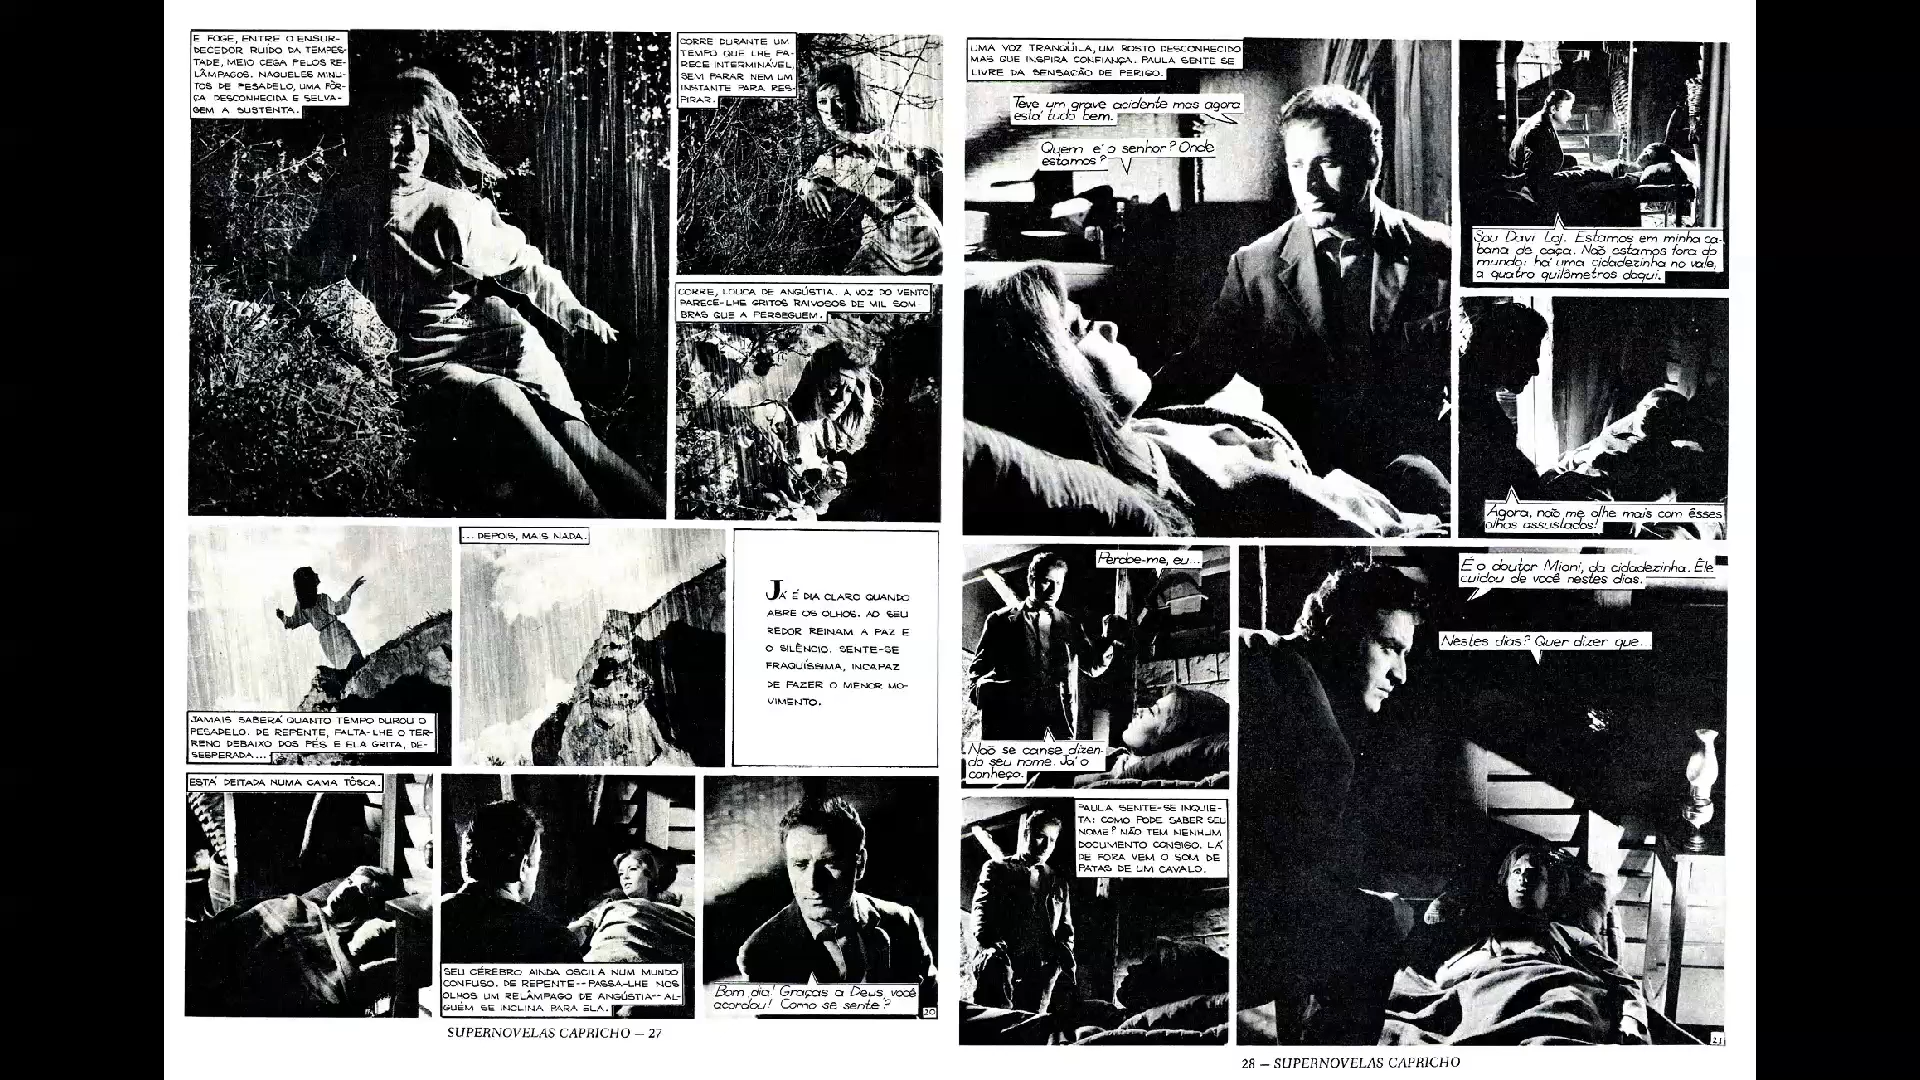 E FOGE, ENTRE O ENSUR-
DECEDOR RUÍDO DA TEMPES-
TADE, MEIO CEGA PELOS RE-
LÂMPAGOS. NAQUELES MINU-
TOS DE PESADELO, UMA FÔR-
ÇA DESCONHECIDA E SELVA-
GEM A SUSTENTA.
CORRE DURANTE UM
TEMPO QUE LHE PA-
RECE INTERMINÁVEL,
SEM PARAR NEM UM
INSTANTE PARA RES-
PIRAR.
CORRE, LOUCA DE ANGÚSTIA. A VOZ DO VENTO
PARECE-LHE GRITOS RAIVOSOS DE MIL SOM-
BRAS QUE A PERSEGUEM.
JAMAIS SABERÁ QUANTO TEMPO DUROU O
PESADELO. DE REPENTE, FALTA-LHE O TER-
RENO DEBAIXO DOS PÉS E ELA GRITA, DE-
SESPERADA...
... DEPOIS, MAIS NADA.
JÁ É DIA CLARO QUANDO
ABRE OS OLHOS. AO SEU
REDOR REINAM A PAZ E
O SILÊNCIO. SENTE-SE
FRAQUÍSSIMA, INCAPAZ
DE FAZER O MENOR MO-
VIMENTO.
ESTÁ DEITADA NUMA CAMA TÔSCA.
SEU CÉREBRO AINDA OSCILA NUM MUNDO
CONFUSO. DE REPENTE--PASSA-LHE NOS
OLHOS UM RELÂMPAGO DE ANGÚSTIA--AL-
GUÉM SE INCLINA PARA ELA.
Bom dia! Graças a Deus, você
acordou! Como se sente?
20
SUPERNOVELAS CAPRICHO — 27
UMA VOZ TRANQÜILA, UM ROSTO DESCONHECIDO
MAS QUE INSPIRA CONFIANÇA. PAULA SENTE SE
LIVRE DA SENSAÇÃO DE PERIGO.
Teve um grave acidente mas agora
está tudo bem.
Quem é o senhor? Onde
estamos?
Sou Davi Loj. Estamos em minha ca-
bana de caça. Não estamos fora do
mundo: há uma cidadezinha no vale,
a quatro quilômetros daqui.
Agora, não me olhe mais com êsses
olhos assustados!
Perdoe-me, eu...
Não se canse dizen-
do seu nome. Já o
conheço.
PAULA SENTE-SE INQUIE-
TA: COMO PODE SABER SEU
NOME? NÃO TEM NENHUM
DOCUMENTO CONSIGO. LÁ
DE FORA VEM O SOM DE
PATAS DE UM CAVALO.
É o doutor Mioni, da cidadezinha. Êle
cuidou de você nestes dias.
Nestes dias? Quer dizer que...
21
28 — SUPERNOVELAS CAPRICHO